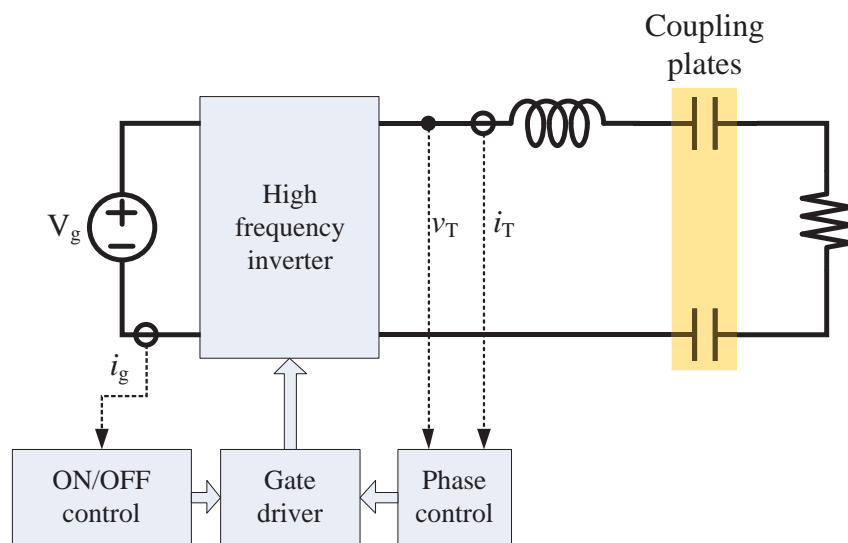 Coupling
plates
High
frequency
inverter
V_g
v_T
i_T
i_g
ON/OFF
control
Gate
driver
Phase
control